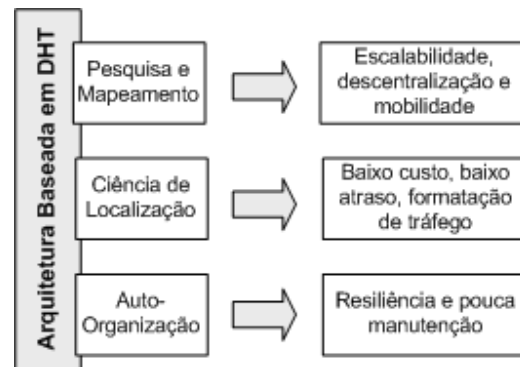 Arquitetura Baseada em DHT
Pesquisa e
Mapeamento
Escalabilidade,
descentralização e
mobilidade
Ciência de
Localização
Baixo custo, baixo
atraso, formatação
de tráfego
Auto-
Organização
Resiliência e pouca
manutenção